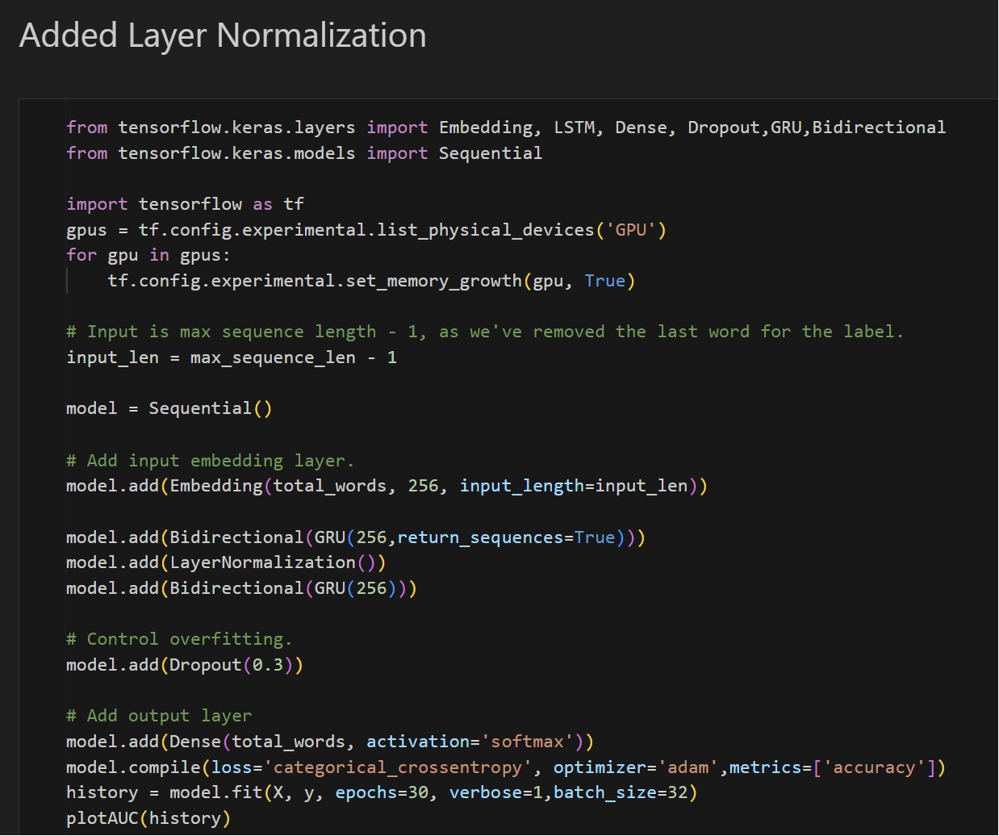 Added Layer Normalization
from tensorflow.keras.layers import Embedding, LSTM, Dense, Dropout,GRU,Bidirectional
from tensorflow.keras.models import Sequential
import tensorflow as tf
gpus = tf.config.experimental.list_physical_devices('GPU')
for gpu in gpus:
    tf.config.experimental.set_memory_growth(gpu, True)
# Input is max sequence length - 1, as we've removed the last word for the label.
input_len = max_sequence_len - 1
model = Sequential()
# Add input embedding layer.
model.add(Embedding(total_words, 256, input_length=input_len))
model.add(Bidirectional(GRU(256,return_sequences=True)))
model.add(LayerNormalization())
model.add(Bidirectional(GRU(256)))
# Control overfitting.
model.add(Dropout(0.3))
# Add output layer
model.add(Dense(total_words, activation='softmax'))
model.compile(loss='categorical_crossentropy', optimizer='adam',metrics=['accuracy'])
history = model.fit(X, y, epochs=30, verbose=1,batch_size=32)
plotAUC(history)